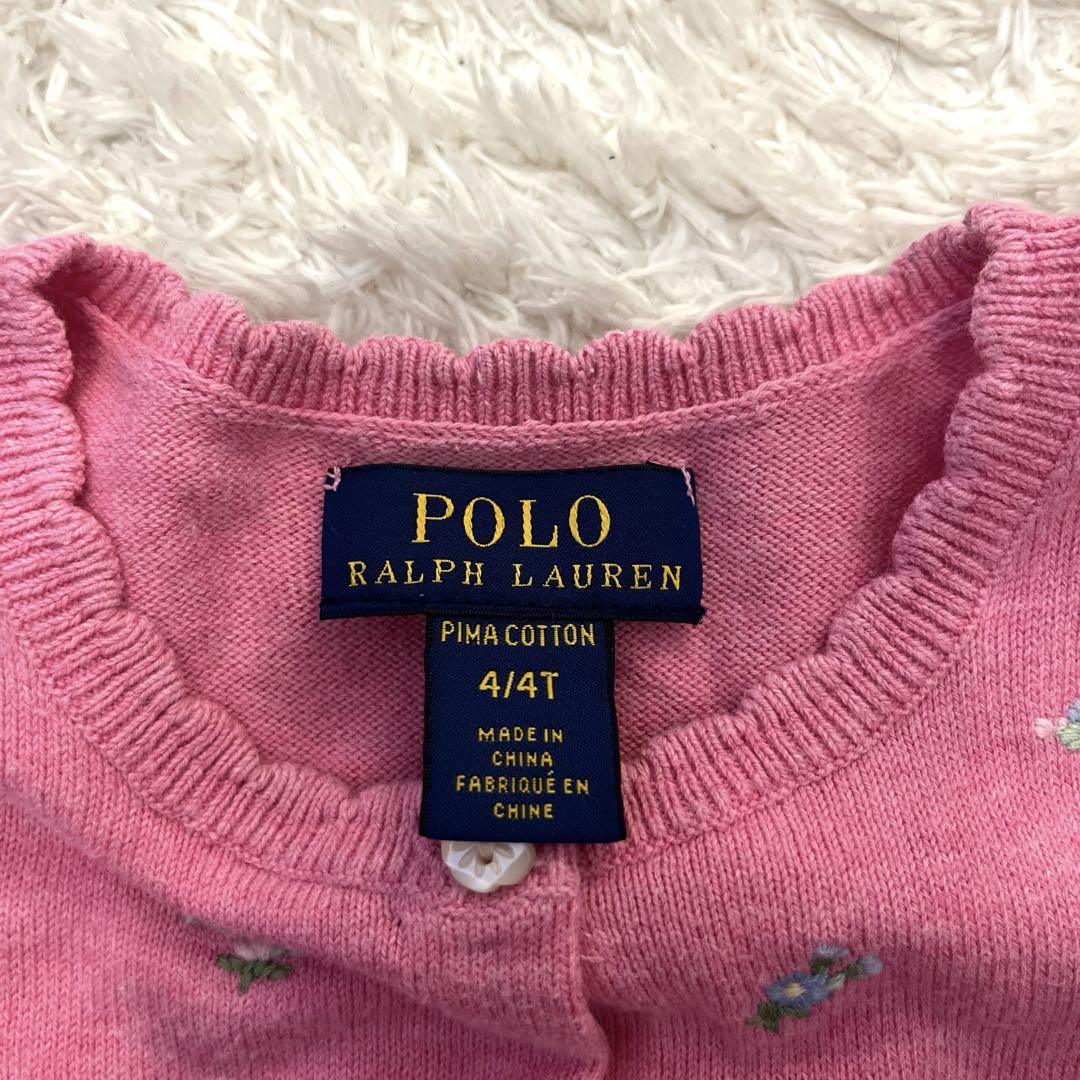 POLO
RALPH LAUREN
PIMA COTTON
4/4T
MADE IN
CHINA
FABRIQUÉ EN
CHINE